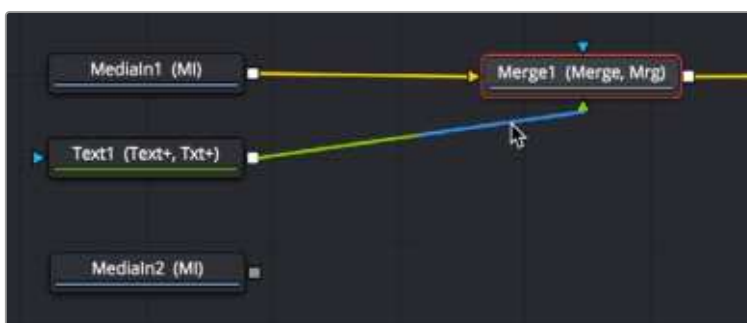 MediaIn1 (MI)
Merge1 (Merge, Mrg)
Text1 (Text+, Txt+)
MediaIn2 (MI)